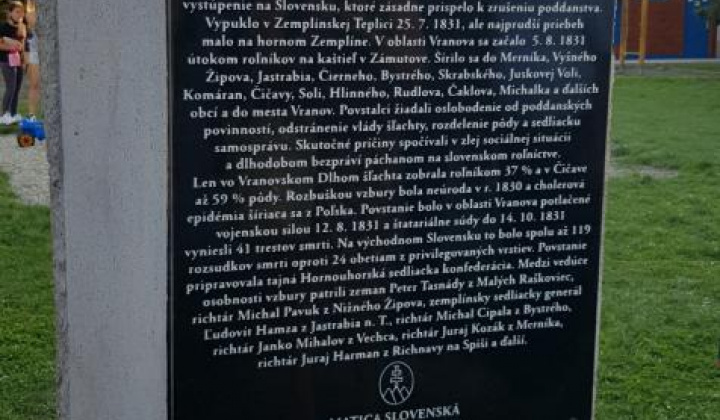 vystúpenie na Slovensku, ktoré zásadne prispelo k zrušeniu poddanstva.
Vypuklo v Zemplínskej Teplici 25. 7. 1831, ale najprudší priebeh
malo na hornom Zemplíne. V oblasti Vranova sa začalo 5. 8. 1831
útokom roľníkov na kaštieľ v Zámutove. Šírilo sa do Merníka, Vyšného
Žipova, Jastrabia, Čierneho, Bystrého, Skrabského, Juskovej Voli,
Komáran, Čičavy, Soli, Hlinného, Rudlova, Čaklova, Michalka a ďalších
obcí a do mesta Vranov. Povstalci žiadali oslobodenie od poddanských
povinností, odstránenie vlády šľachty, rozdelenie pôdy a sedliacku
samosprávu. Skutočné príčiny spočívali v zlej sociálnej situácii
a dlhodobom bezpráví páchanom na slovenskom roľníctve.
Len vo Vranovskom Dlhom šľachta zobrala roľníkom 37 % a v Čičave
až 59 % pôdy. Rozbuškou vzbury bola neúroda v r. 1830 a cholerová
epidémia šíriaca sa z Poľska. Povstanie bolo v oblasti Vranova potlačené
vojenskou silou 12. 8. 1831 a štatariálne súdy do 14. 10. 1831
vyniesli 41 trestov smrti. Na východnom Slovensku to bolo spolu až 119
rozsudkov smrti oproti 24 obetiam z privilegovaných vrstiev. Povstanie
pripravovala tajná Hornouhorská sedliacka konfederácia. Medzi vedúce
osobnosti vzbury patrili zeman Peter Tasnády z Malých Raškoviec,
richtár Michal Pavuk z Nižného Žipova, zemplínsky sedliacky generál
Ľudovít Hamza z Jastrabia n. T., richtár Michal Cipala z Bystrého,
richtár Janko Mihalov z Vechca, richtár Juraj Kozák z Merníka,
richtár Juraj Harman z Richnavy na Spiši a ďalší.
MATICA SLOVENSKÁ